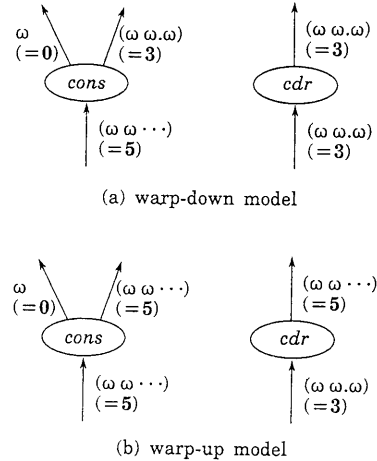 ω (ω ω.ω) (ω ω.ω)
(=0) (=3) (=3)
cons cdr
(ω ω · · ·) (ω ω.ω)
(=5) (=3)
(a) warp-down model
ω (ω ω · · ·) (ω ω · · ·)
(=0) (=5) (=5)
cons cdr
(ω ω · · ·) (ω ω.ω)
(=5) (=3)
(b) warp-up model